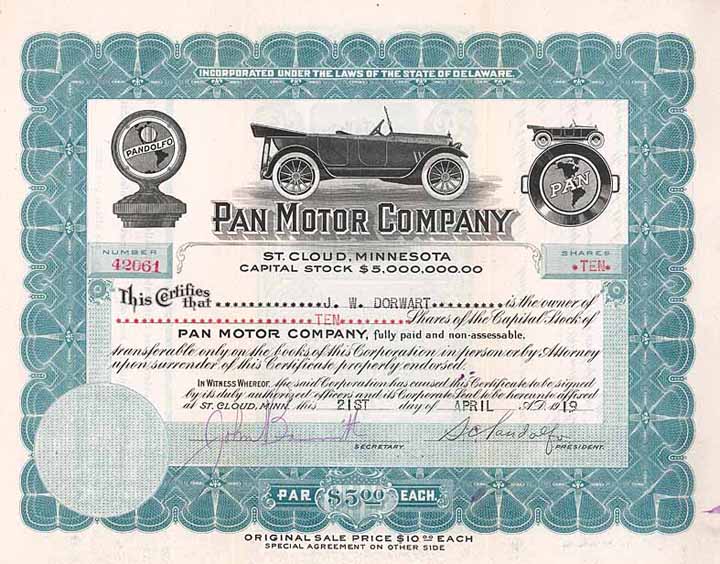 INCORPORATED UNDER THE LAWS OF THE STATE OF DELAWARE.
PANDOLFO
PAN
PAN MOTOR COMPANY
ST. CLOUD, MINNESOTA
CAPITAL STOCK $5,000,000.00
NUMBER
42061
SHARES
*TEN*
This Certifies that J. W. DORWART is the owner of
TEN Shares of the Capital Stock of
PAN MOTOR COMPANY, fully paid and non-assessable.
transferable only on the books of this Corporation in person or by Attorney
upon surrender of this Certificate properly endorsed.
IN WITNESS WHEREOF, the said Corporation has caused this Certificate to be signed
by its duly authorized officers and its Corporate Seal to be hereunto affixed
at ST. CLOUD, MINN. this 21ST day of APRIL A.D. 1919
S C Pandolfo
SECRETARY.
PRESIDENT.
PAR $5.00 EACH.
ORIGINAL SALE PRICE $10.00 EACH
SPECIAL AGREEMENT ON OTHER SIDE